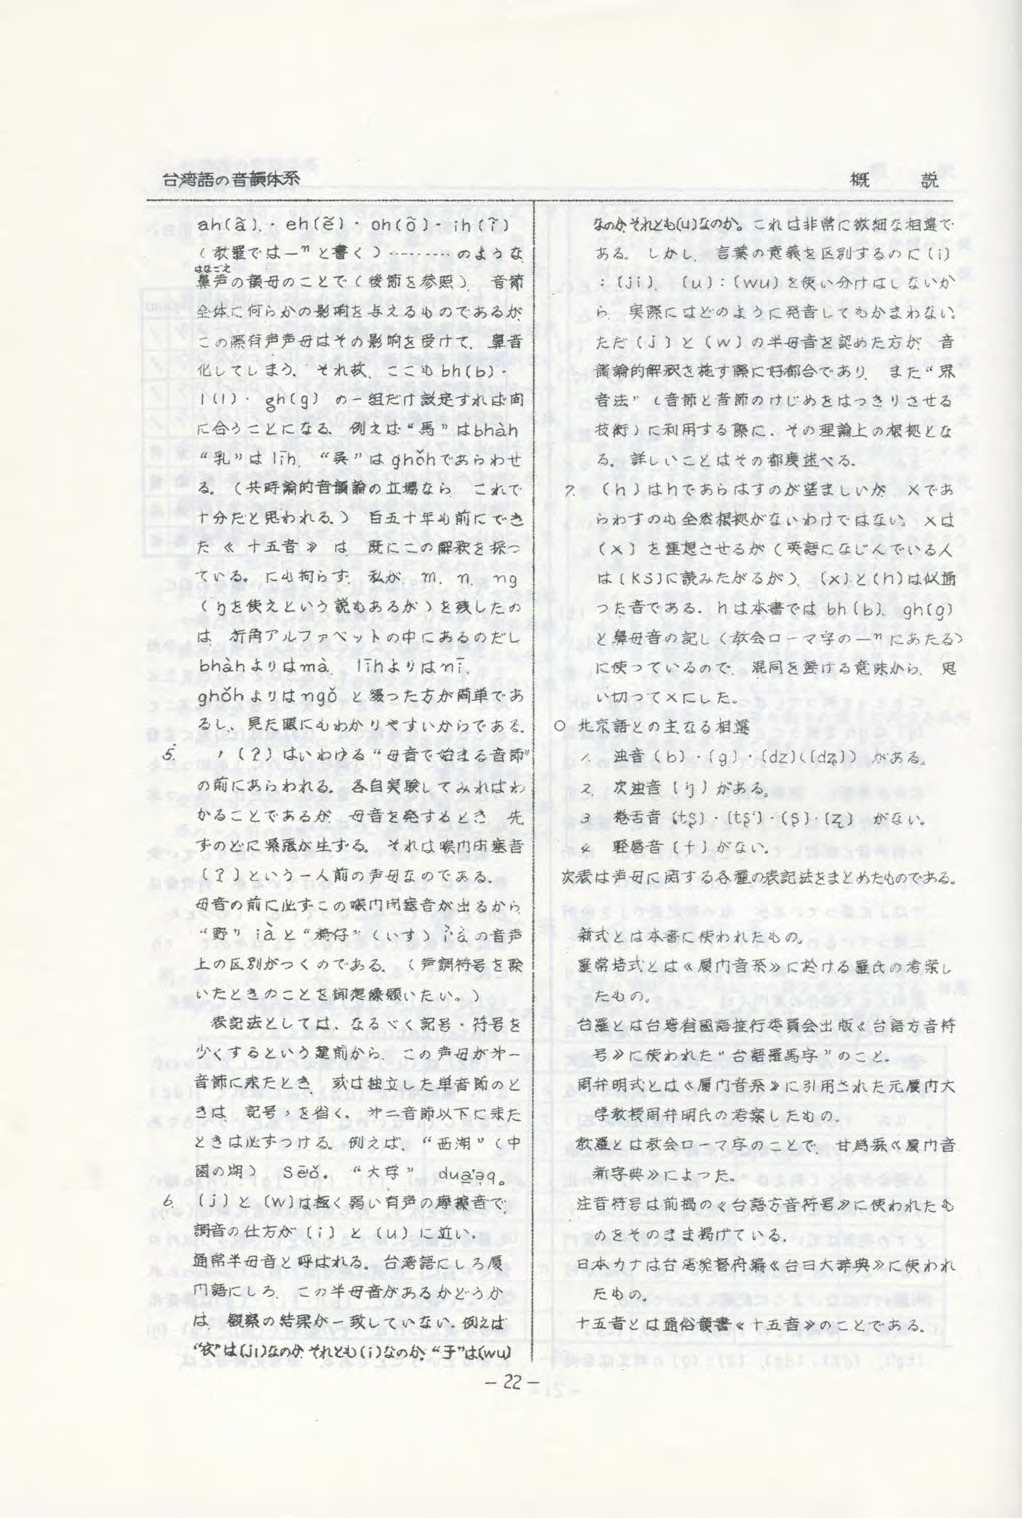 台湾語の音韻体系
概 説
ah(ã)・eh(ẽ)・oh(õ)・ih(ĩ)
(教羅では—ⁿと書く)………のような
はなごえ
鼻声の韻母のことで(後節を参照)、音節
全体に何らかの影响を与えるものであるが、
この際有声声母はその影响を受けて、鼻音
化してしまう。それ故、ここも bh(b)・
l(l)・gh(g) の一組だけ設定すれば間
に合うことになる。例えば“馬”はbhàh
“乳”は līh、“呉”は ghǒhであらわせ
る。(共時論的音韻論の立場なら、これで
十分だと思われる。) 百五十年も前にでき
た≪十五音≫は、既にこの解釈を採っ
ている。にも拘らず、私が、m、n、ng
(ŋを使えという説もあるが)を残したの
は、折角アルファベットの中にあるのだし
bhàhよりはmà、līhよりはnī、
ghǒhよりはngǒ と綴った方が簡単であ
るし、見た眼にもわかりやすいからである。
5. ,(ʔ)はいわゆる“母音で始まる音節”
の前にあらわれる。各自実験してみればわ
かることであるが、母音を発するとき、先
ずのどに緊張が生ずる。それは喉門閉塞音
(ʔ)という一人前の声母なのである。
母音の前に必ずこの喉門閉塞音が出るから
“野” ià と“椅仔”(いす) i'à の音声
上の区別がつくのである。(声調符号を除
いたときのことを御想像願いたい。)
表記法としては、なるべく記号・符号を
少くするという建前から、この声母が第一
音節に来たとき、或は独立した単音節のと
きは、記号,を省く。第二音節以下に来た
ときは必ずつける。例えば、“西湖”(中
國の湖) Sēǒ。 “大学” dua'aq。
6. (j)と(w)は極く弱い有声の摩擦音で、
調音の仕方が(i) と(u)に近い。
通常半母音と呼ばれる。台湾語にしろ厦
門語にしろ、この半母音があるかどうか
は、観察の結果が一致していない。例えば
“衣”は(ji)なのか、それとも(i)なのか、“于”は(wu)
なのか、それとも(u)なのか。これは非常に微細な相違で
ある。しかし、言葉の意義を区別するのに(i)
:(ji)、(u):(wu)を使い分けはしないか
ら、実際にはどのように発音してもかまわない。
ただ(j)と(w)の半母音を認めた方が、音
韻論的解釈を施す際に好都合であり、また“界
音法”(音節と音節のけじめをはっきりさせる
技術)に利用する際に、その理論上の根拠とな
る。詳しいことはその都度述べる。
7. (h)はhであらはすのが望ましいが、xであ
らわすのも全然根拠がないわけではない。xは
(x)を連想させるが(英語になじんでいる人
は(ks)に読みたがるが)、(x)と(h)は似通
った音である。hは本書では bh(b)、gh(g)
と鼻母音の記し(教会ローマ字の—ⁿにあたる)
に使っているので、混同を避ける意味から、思
い切ってxにした。
○ 北京語との主なる相違
1. 濁音(b)・(g)・(dz)((dʑ))がある。
2. 次濁音(ŋ)がある。
3. 捲舌音(tʂ)・(tʂ')・(ʂ)・(ʐ) がない。
4. 軽唇音(f)がない。
次表は声母に関する各種の表記法をまとめたものである。
新式とは本書に使われたもの。
羅常培式とは≪厦門音系≫に於ける羅氏の考案し
たもの。
台羅とは台湾省國語推行委員会出版≪台語方音符
号≫に使われた“台語羅馬字”のこと。
周弁明式とは≪厦門音系≫に引用された元厦門大
学教授周弁明氏の考案したもの。
教羅とは教会ローマ字のことで、甘為霖≪厦門音
新字典≫によった。
注音符号は前掲の≪台語方音符号≫に使われたも
のをそのまま掲げている。
日本カナは台湾総督府編≪台日大辞典≫に使われ
たもの。
十五音とは通俗韻書≪十五音≫のことである。
— 22 —